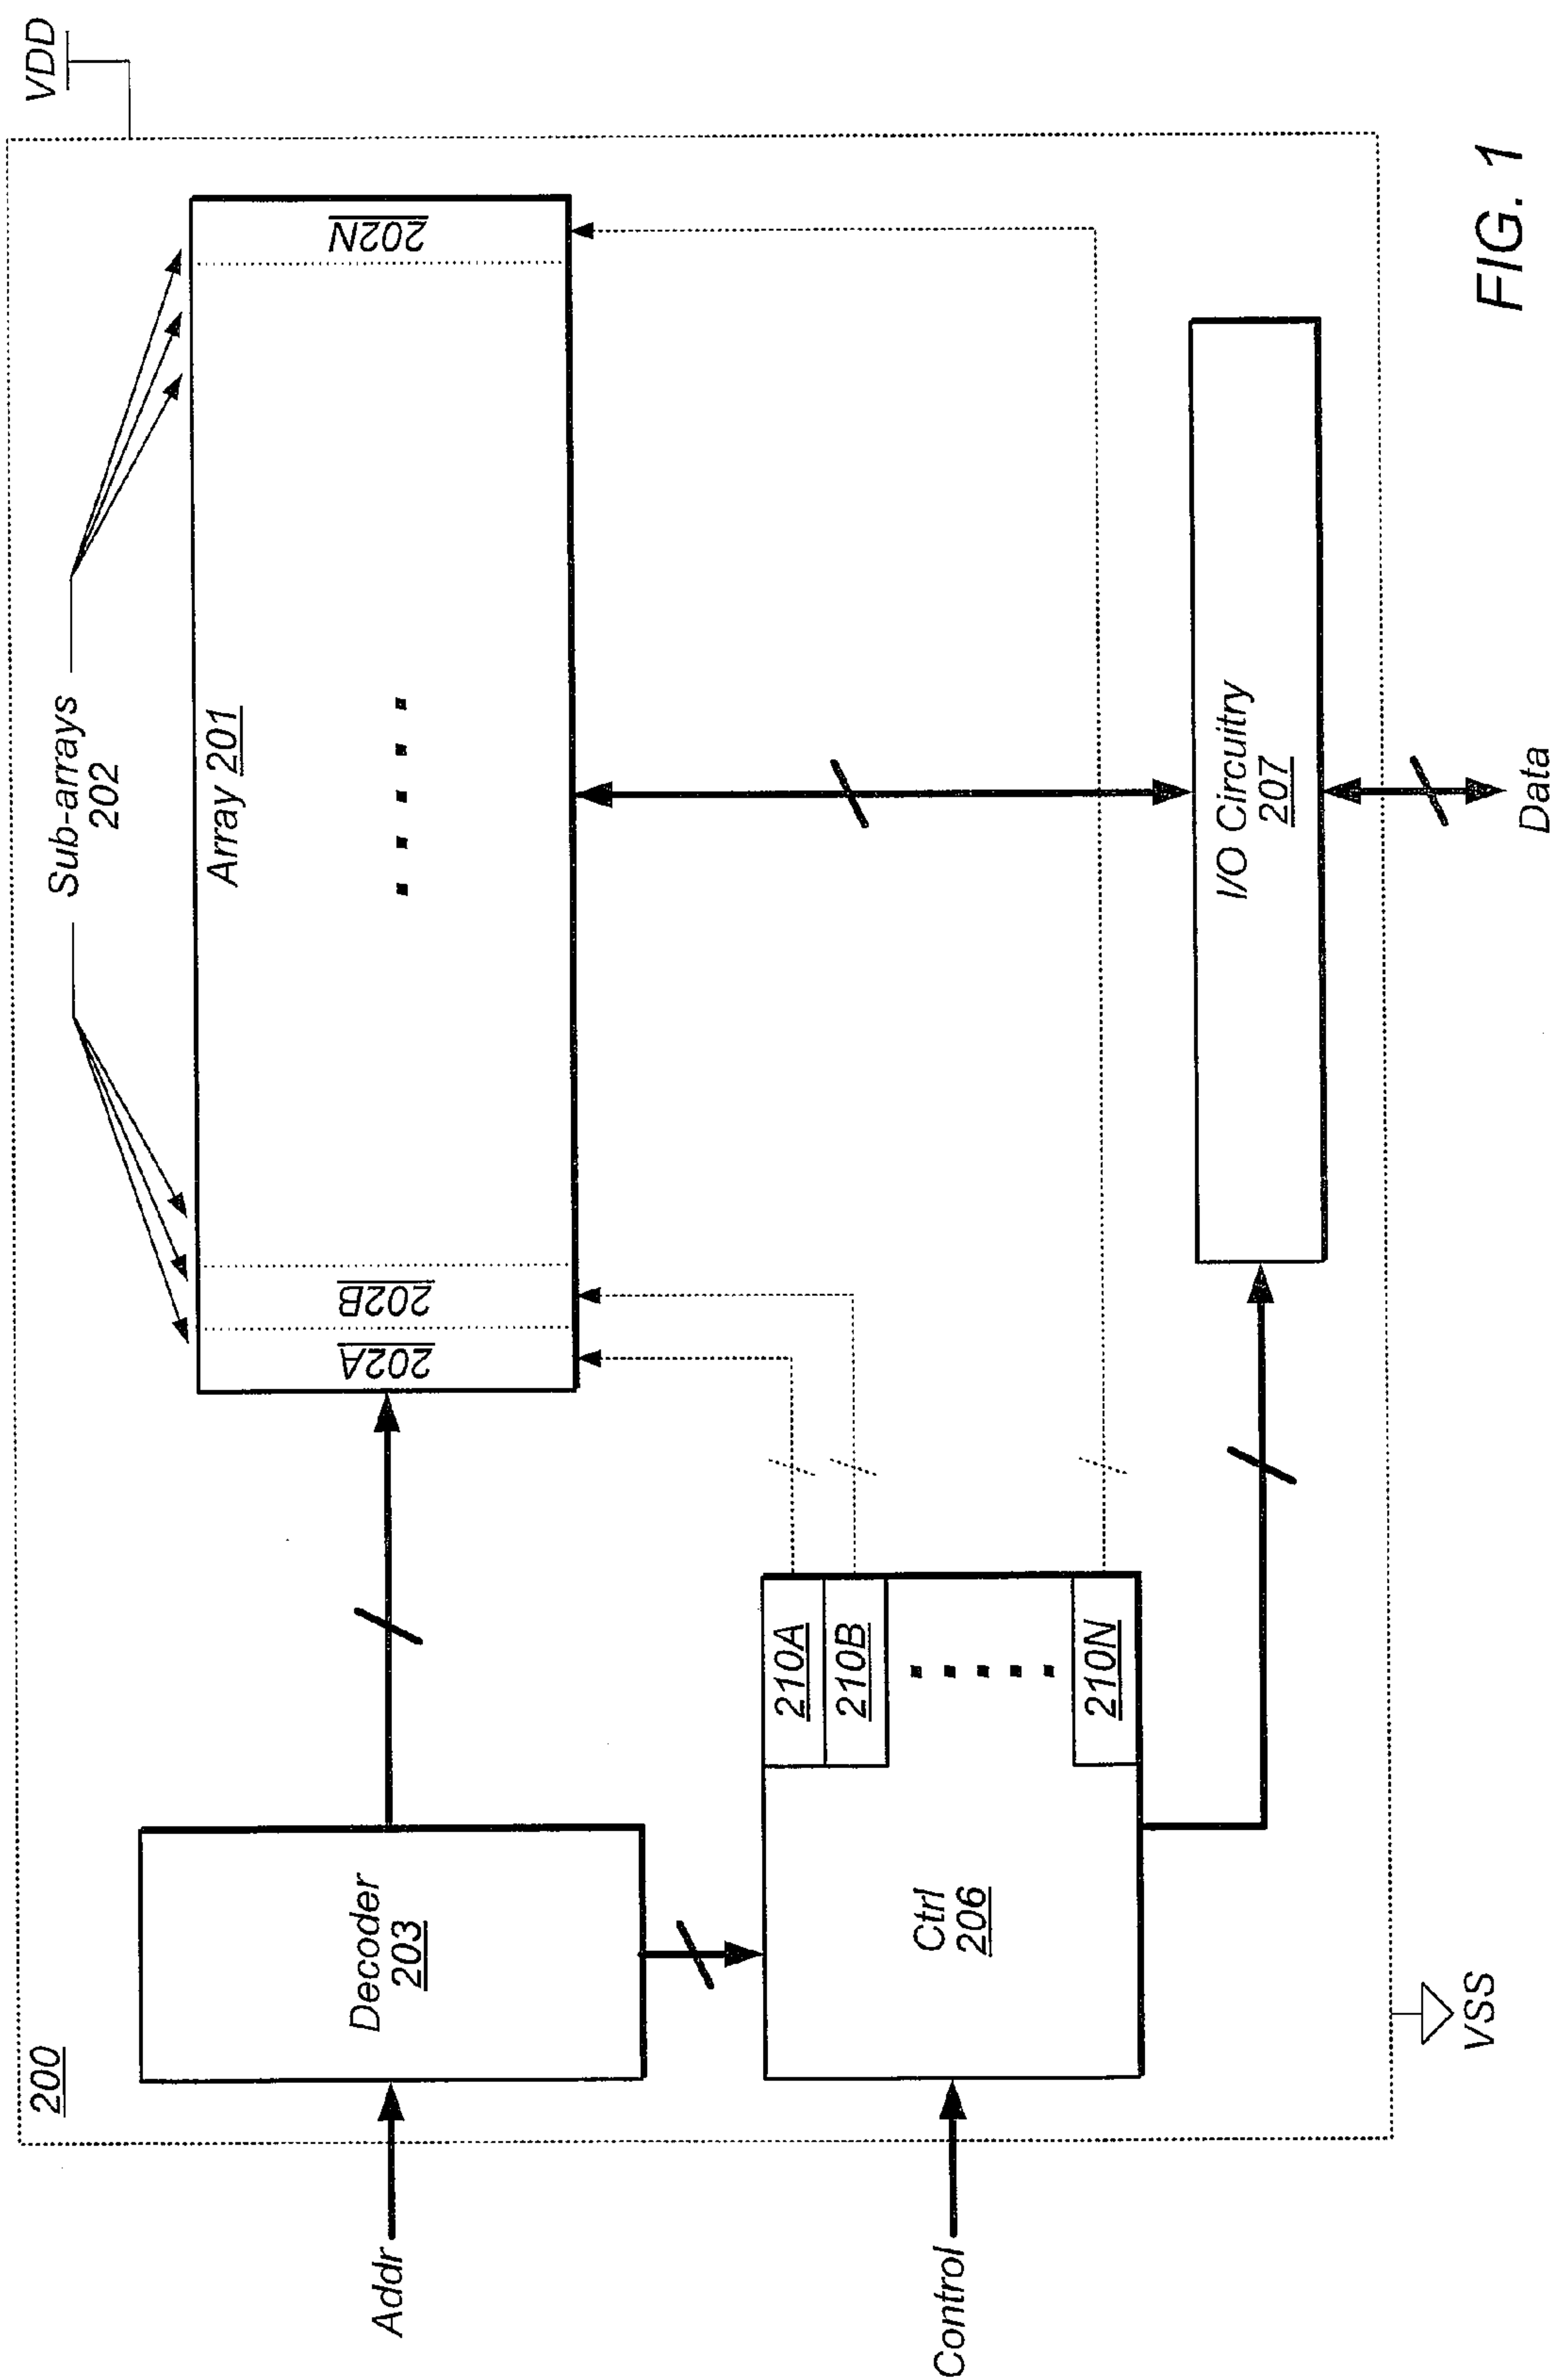 200
VDD
Sub-arrays
202
Array 201
202A
202B
202N
Addr
Decoder
203
Control
Ctrl
206
210A
210B
210N
I/O Circuitry
207
Data
VSS
FIG. 1